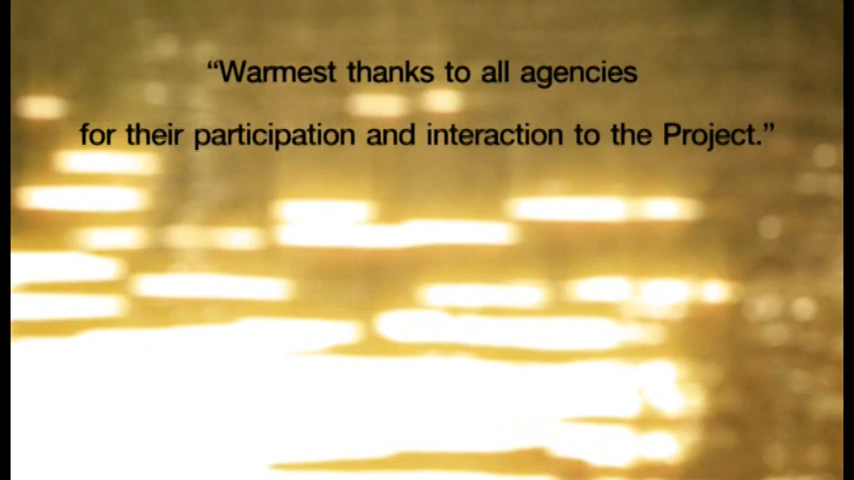 “Warmest thanks to all agencies
for their participation and interaction to the Project.”